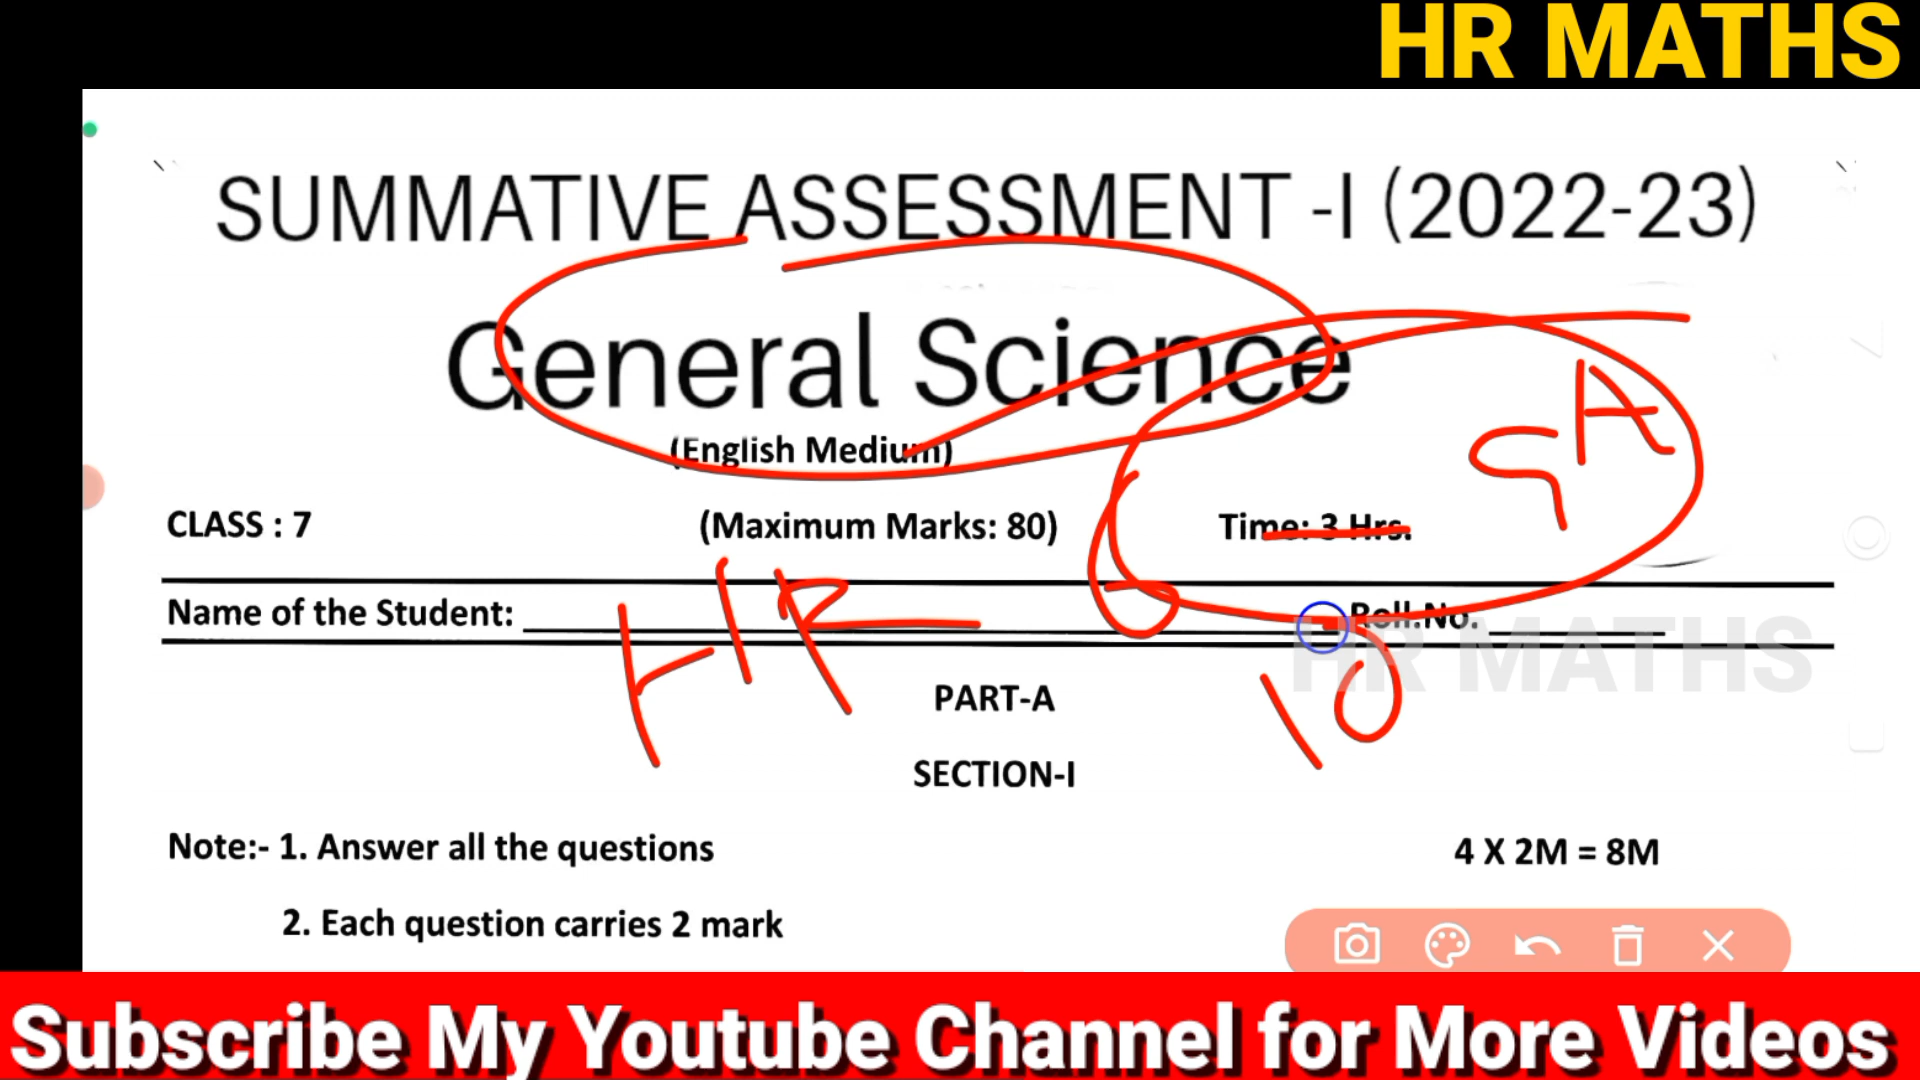 HR MATHS
SUMMATIVE ASSESSMENT -I (2022-23)
General Science
(English Medium)
CLASS : 7 (Maximum Marks: 80) Time: 3 Hrs.
Name of the Student: Roll.No.
HR
10
HR MATHS
PART-A
SECTION-I
Note:- 1. Answer all the questions 4 X 2M = 8M
2. Each question carries 2 mark
Subscribe My Youtube Channel for More Videos